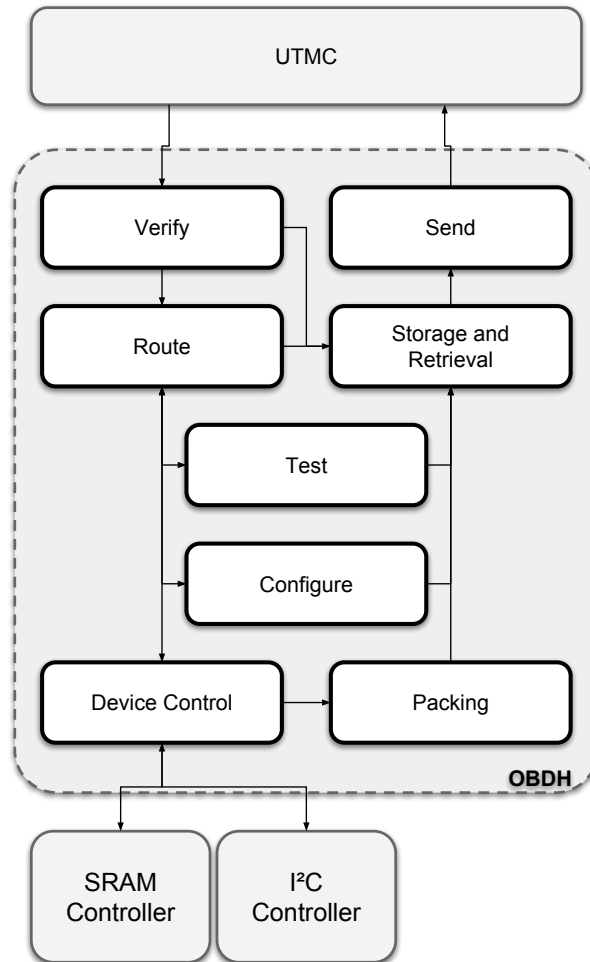 UTMC
Verify
Send
Route
Storage and
Retrieval
Test
Configure
Device Control
Packing
OBDH
SRAM
Controller
I²C
Controller